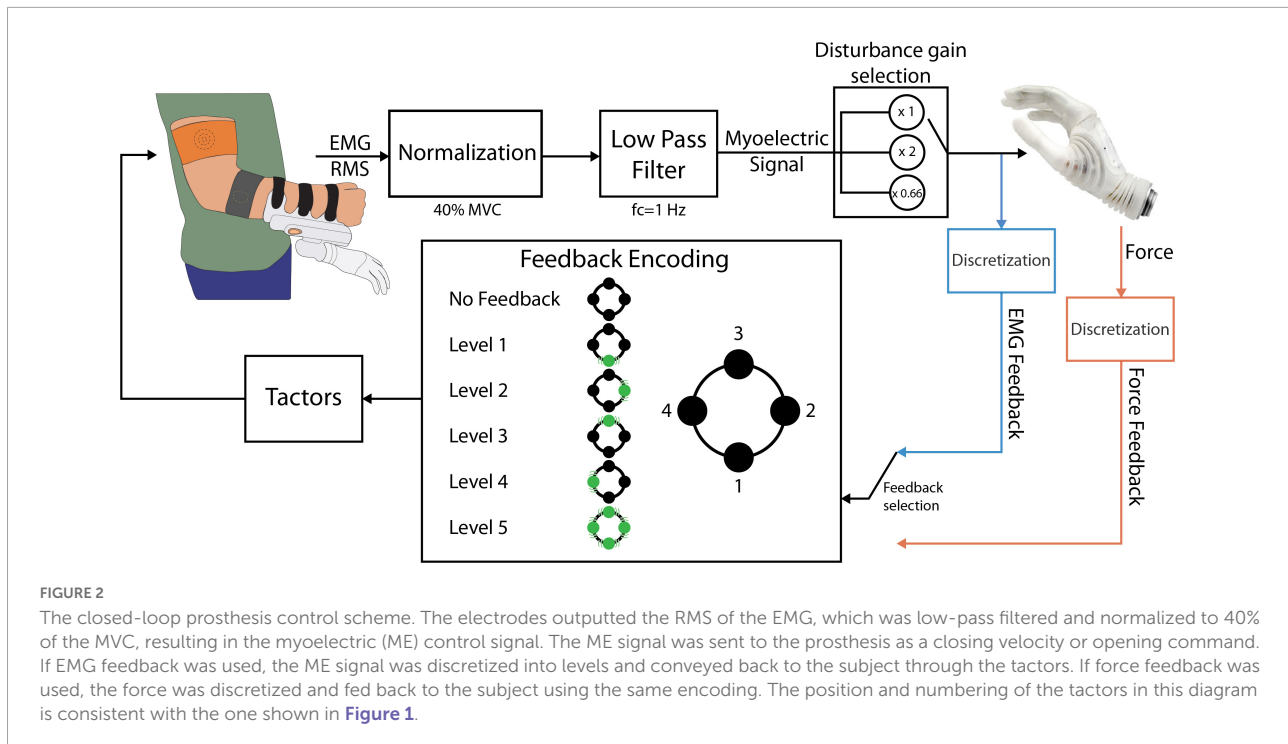 Disturbance gain
selection
EMG
RMS
Normalization
40% MVC
Low Pass
Filter
fc=1 Hz
Myoelectric
Signal
x 1
x 2
x 0.66
Discretization
EMG Feedback
Force
Discretization
Force Feedback
Feedback
selection
Feedback Encoding
No Feedback
Level 1
Level 2
Level 3
Level 4
Level 5
3
4
2
1
Tactors
FIGURE 2
The closed-loop prosthesis control scheme. The electrodes outputted the RMS of the EMG, which was low-pass filtered and normalized to 40%
of the MVC, resulting in the myoelectric (ME) control signal. The ME signal was sent to the prosthesis as a closing velocity or opening command.
If EMG feedback was used, the ME signal was discretized into levels and conveyed back to the subject through the tactors. If force feedback was
used, the force was discretized and fed back to the subject using the same encoding. The position and numbering of the tactors in this diagram
is consistent with the one shown in Figure 1.